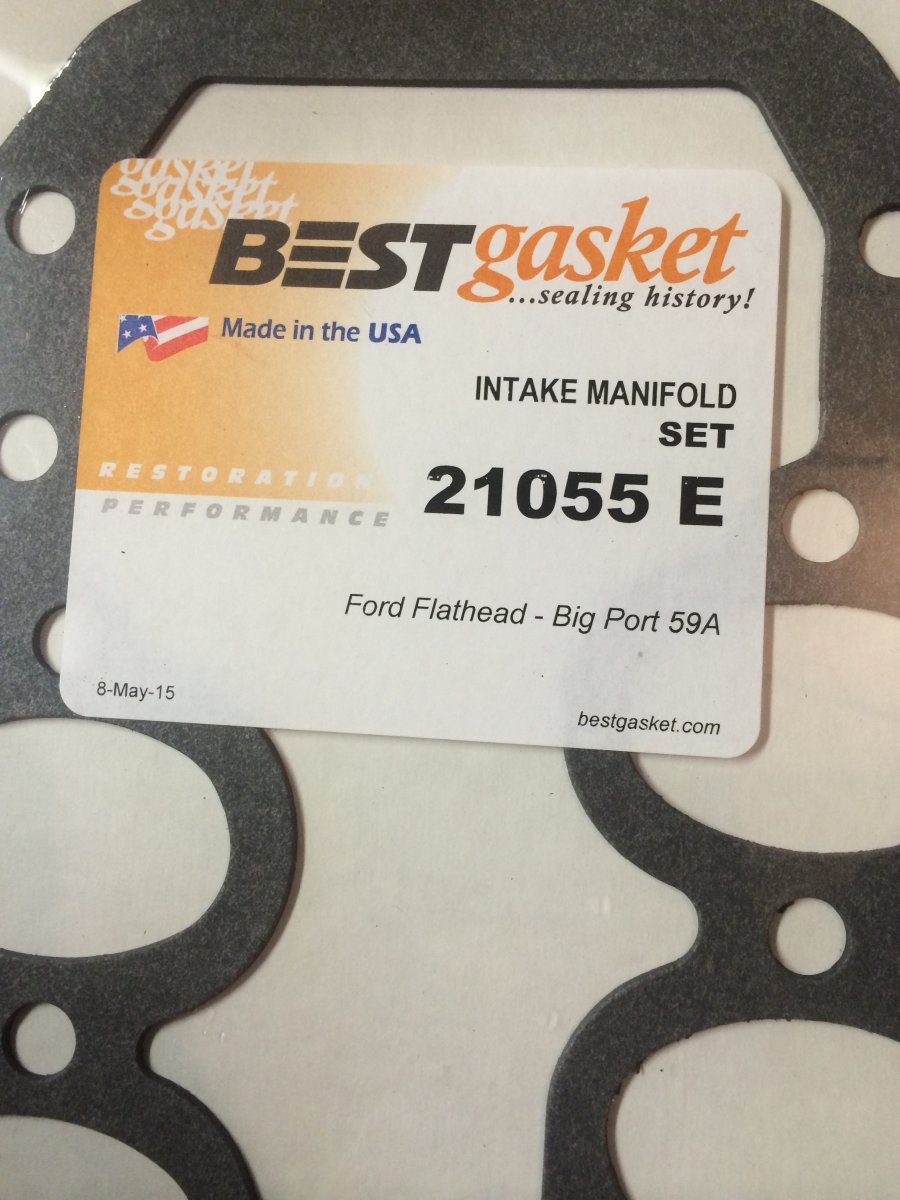 gasket
gasket
gasket
BESTgasket
...sealing history!
Made in the USA
INTAKE MANIFOLD
SET
RESTORATION
21055 E
PERFORMANCE
Ford Flathead - Big Port 59A
8-May-15
bestgasket.com